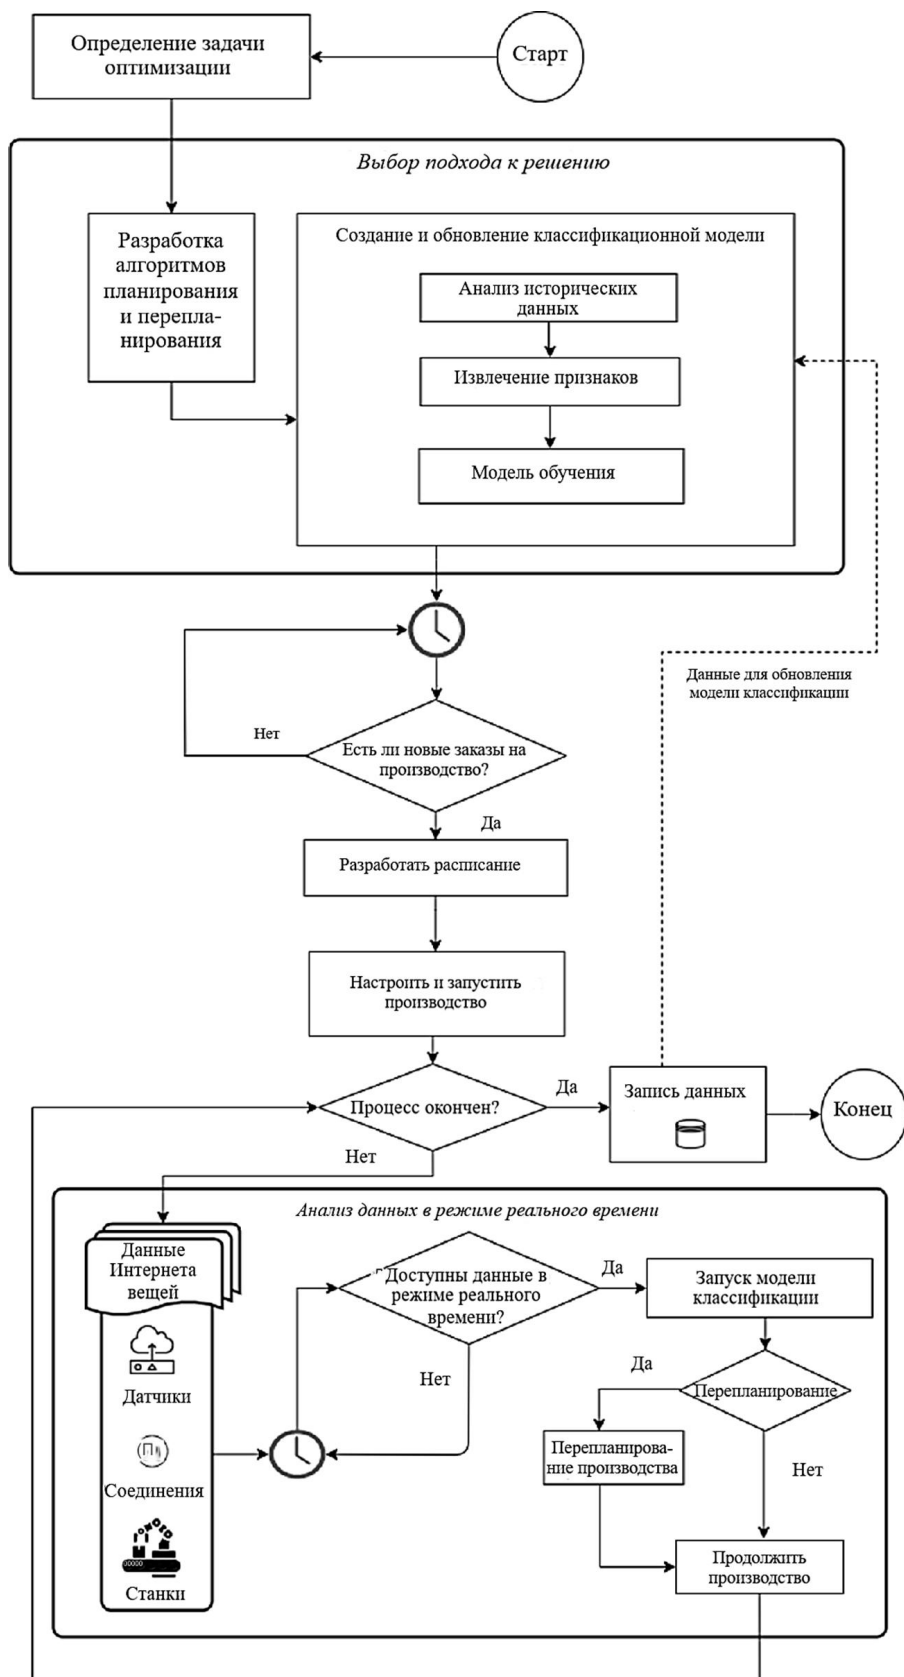 Определение задачи
оптимизации
Старт
Выбор подхода к решению
Разработка
алгоритмов
планирования
и перепла-
нирования
Создание и обновление классификационной модели
Анализ исторических
данных
Извлечение признаков
Модель обучения
Данные для обновления
модели классификации
Нет
Есть ли новые заказы на
производство?
Да
Разработать расписание
Настроить и запустить
производство
Процесс окончен?
Да
Запись данных
Конец
Нет
Анализ данных в режиме реального времени
Данные
Интернета
вещей
Датчики
Соединения
Станки
Доступны данные в
режиме реального
времени?
Да
Нет
Запуск модели
классификации
Перепланирование
Да
Перепланирова-
ние производства
Нет
Продолжить
производство